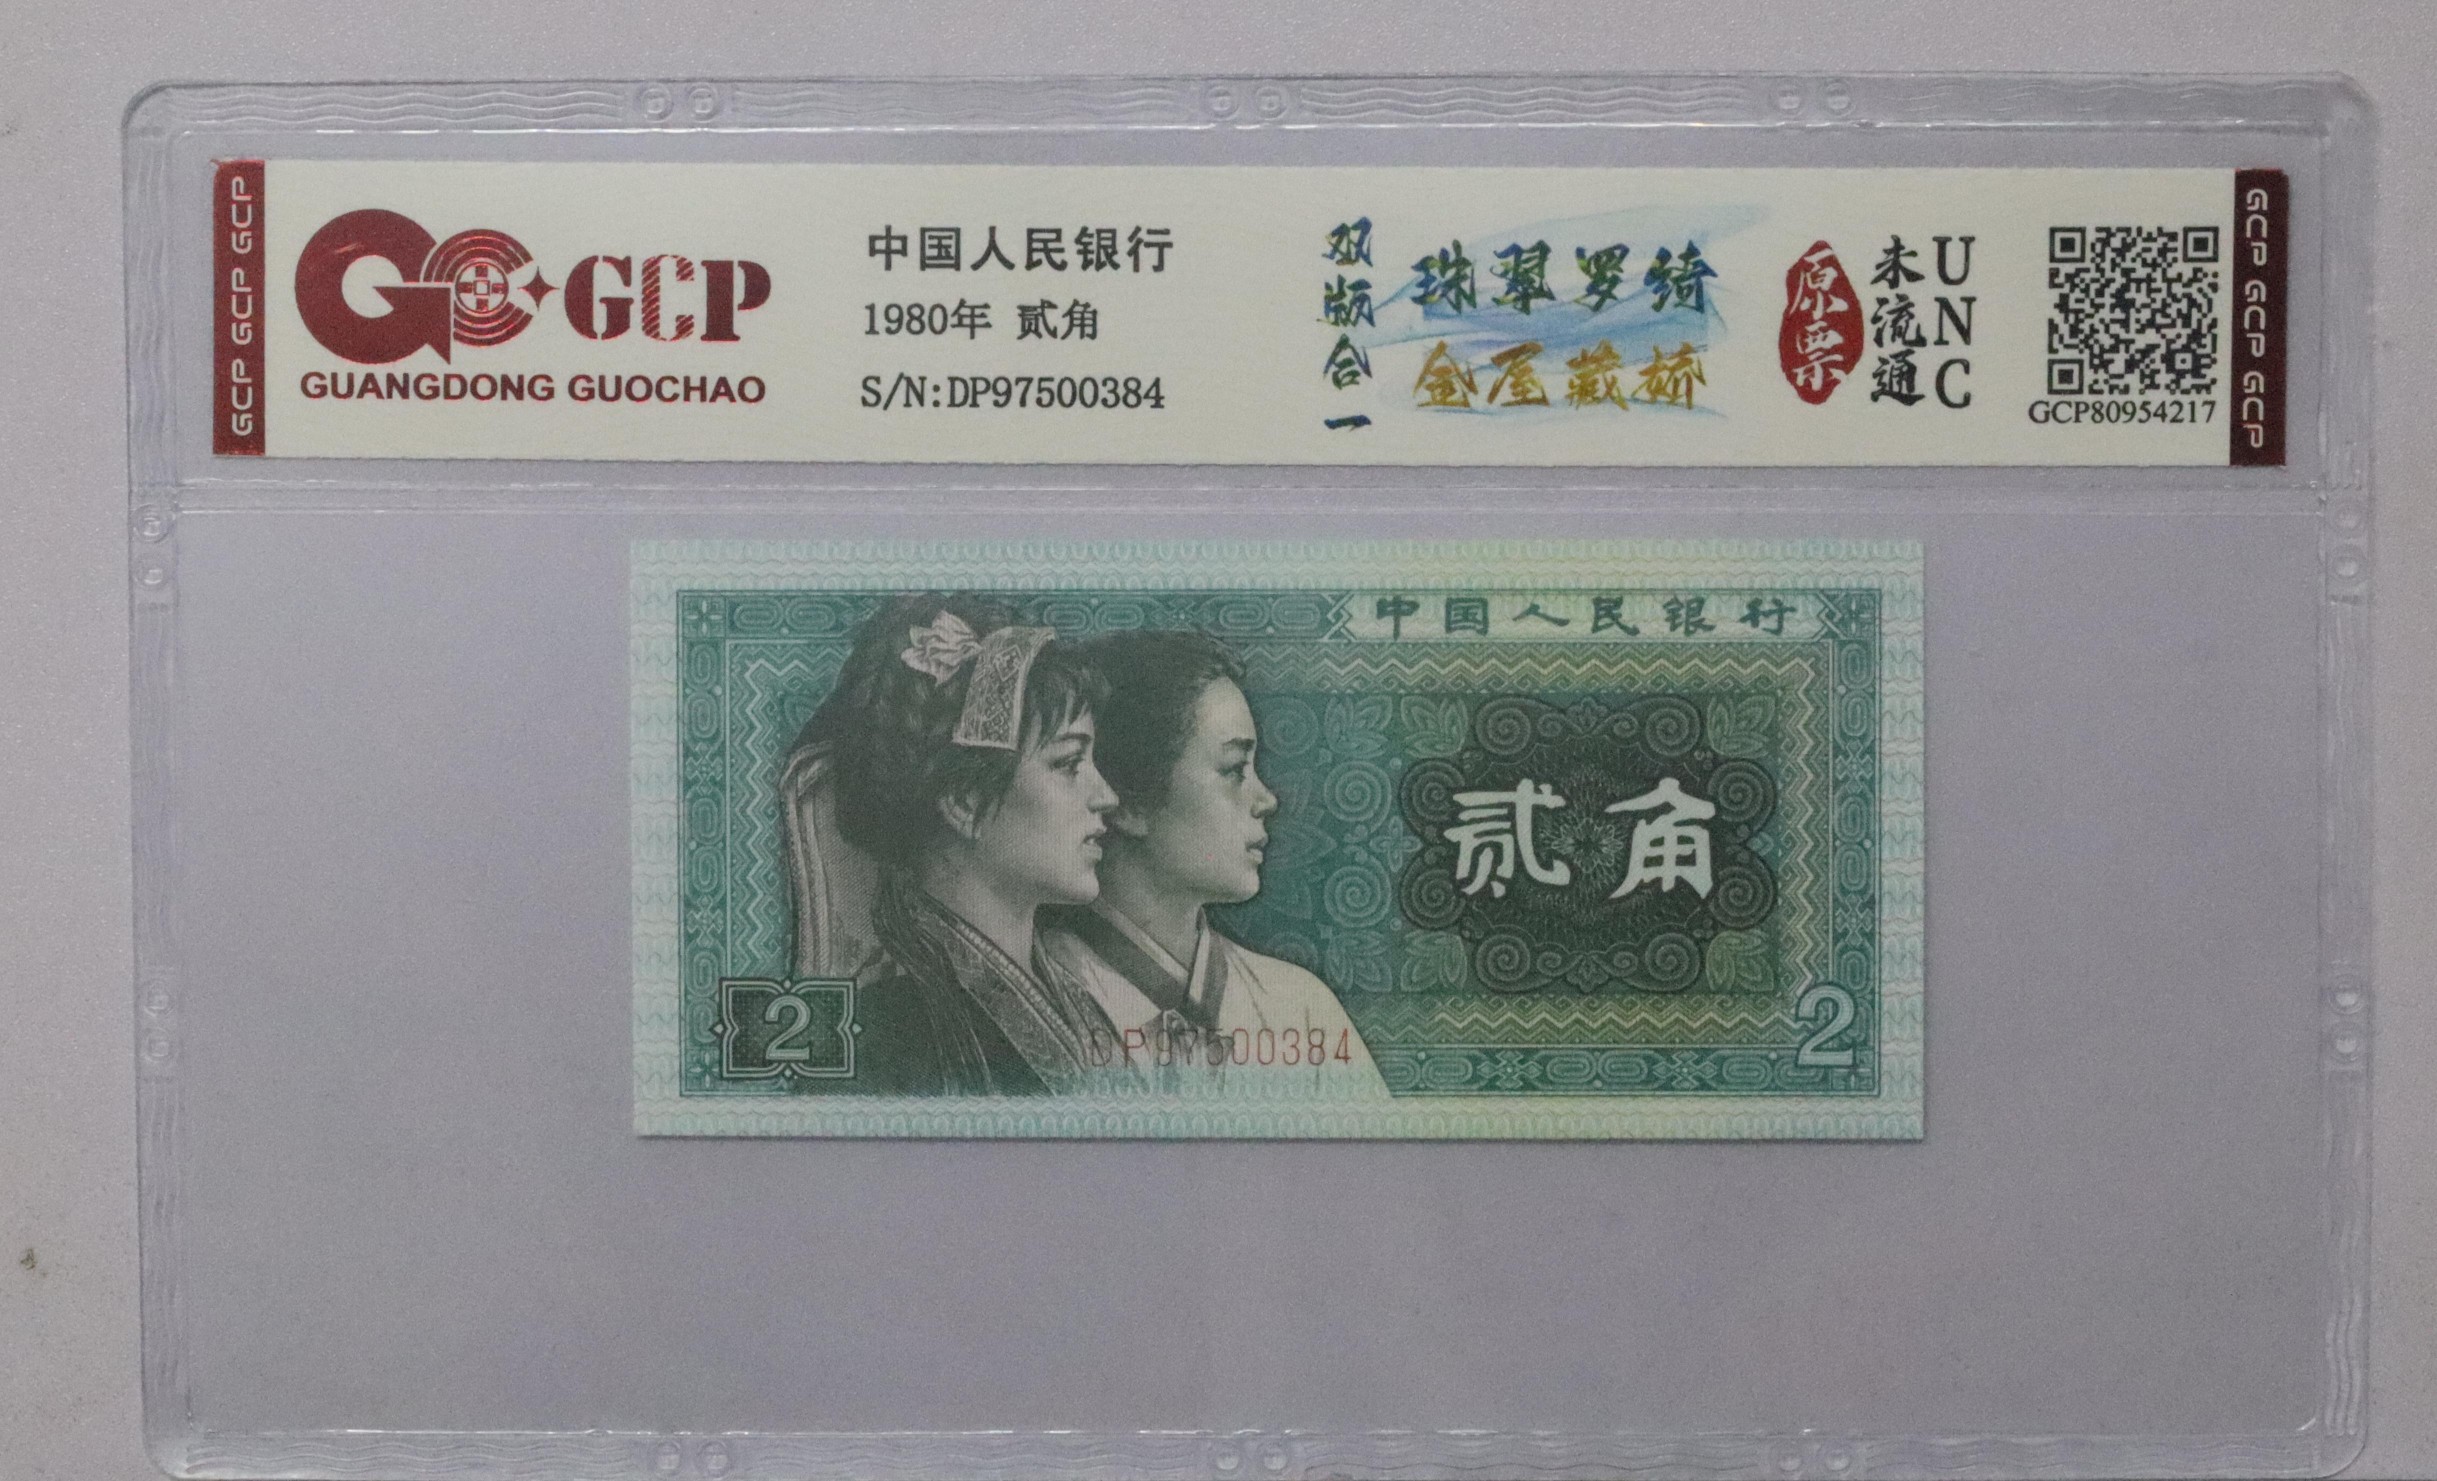 GCP GCP GCP
GCP
GUANGDONG GUOCHAO
中国人民银行
1980年 贰角
S/N:DP97500384
双版合一
珠翠罗绮
金屋藏娇
原票
未流通
UNC
GCP80954217
GCP GCP GCP
中国人民银行
贰角
2
DP97500384
2